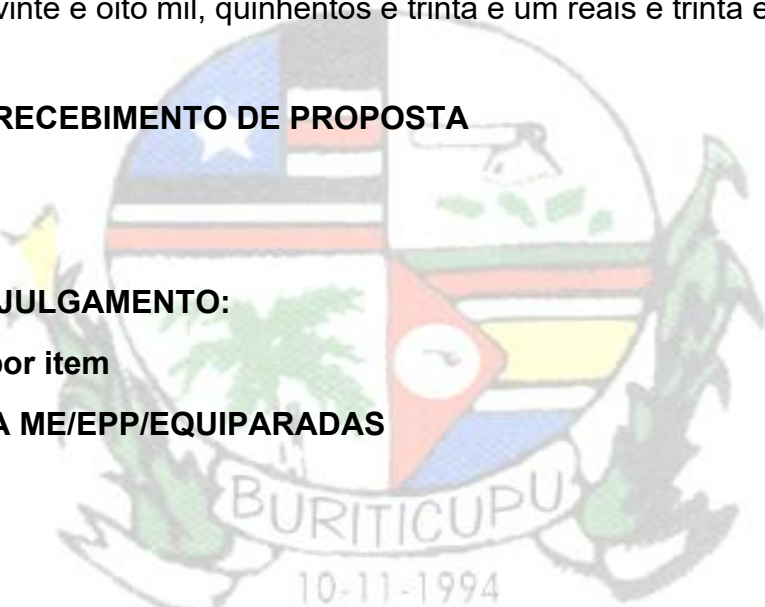 vinte e oito mil, quinhentos e trinta e um reais e trinta e
RECEBIMENTO DE PROPOSTA
JULGAMENTO:
por item
A ME/EPP/EQUIPARADAS
BURITICUPU
10-11-1994